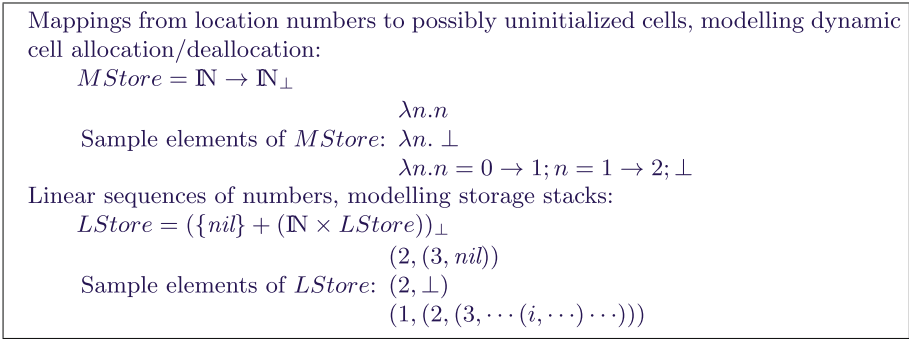 Mappings from location numbers to possibly uninitialized cells, modelling dynamic
cell allocation/deallocation:
MStore = ℕ → ℕ⊥
λn.n
Sample elements of MStore: λn. ⊥
λn.n = 0 → 1; n = 1 → 2; ⊥
Linear sequences of numbers, modelling storage stacks:
LStore = ({nil} + (ℕ × LStore))⊥
(2, (3, nil))
Sample elements of LStore: (2, ⊥)
(1, (2, (3, ··· (i, ···) ···)))